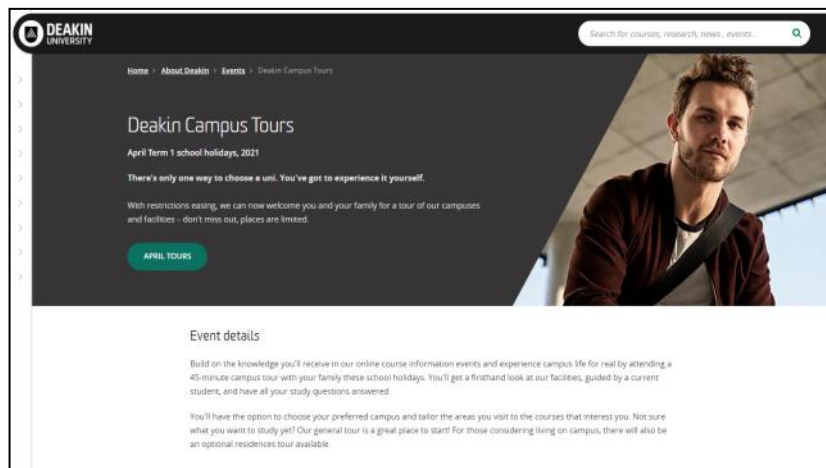 DEAKIN
UNIVERSITY
Search for courses, research, news, events...
Home > About Deakin > Events > Deakin Campus Tours
Deakin Campus Tours
April Term 1 school holidays, 2021
There's only one way to choose a uni. You've got to experience it yourself.
With restrictions easing, we can now welcome you and your family for a tour of our campuses
and facilities – don't miss out, places are limited.
APRIL TOURS
Event details
Build on the knowledge you'll receive in our online course information events and experience campus life for real by attending a
45-minute campus tour with your family these school holidays. You'll get a firsthand look at our facilities, guided by a current
student, and have all your study questions answered
You'll have the option to choose your preferred campus and tailor the areas you visit to the courses that interest you. Not sure
what you want to study yet? Our general tour is a great place to start! For those considering living on campus, there will also be
an optional residences tour available.